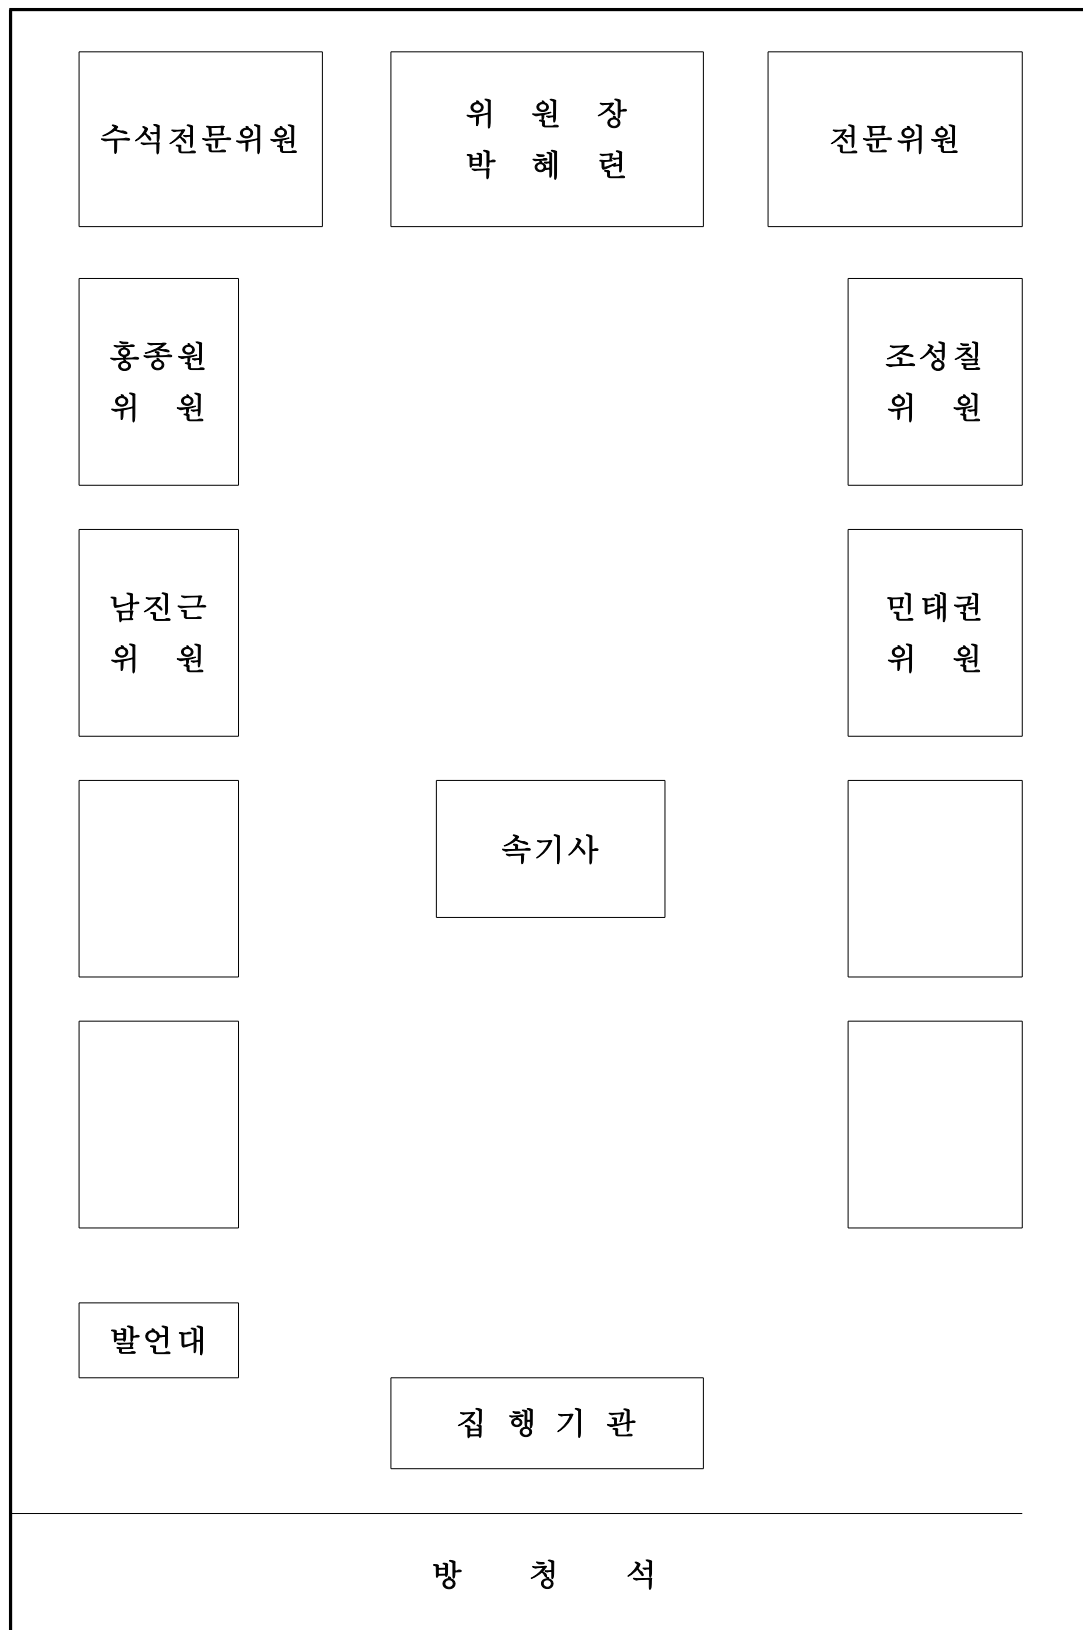 수석전문위원
위 원 장
박 혜 련
전문위원
홍종원
위 원
조성칠
위 원
남진근
위 원
민태권
위 원
속기사
발언대
집 행 기 관
방 청 석